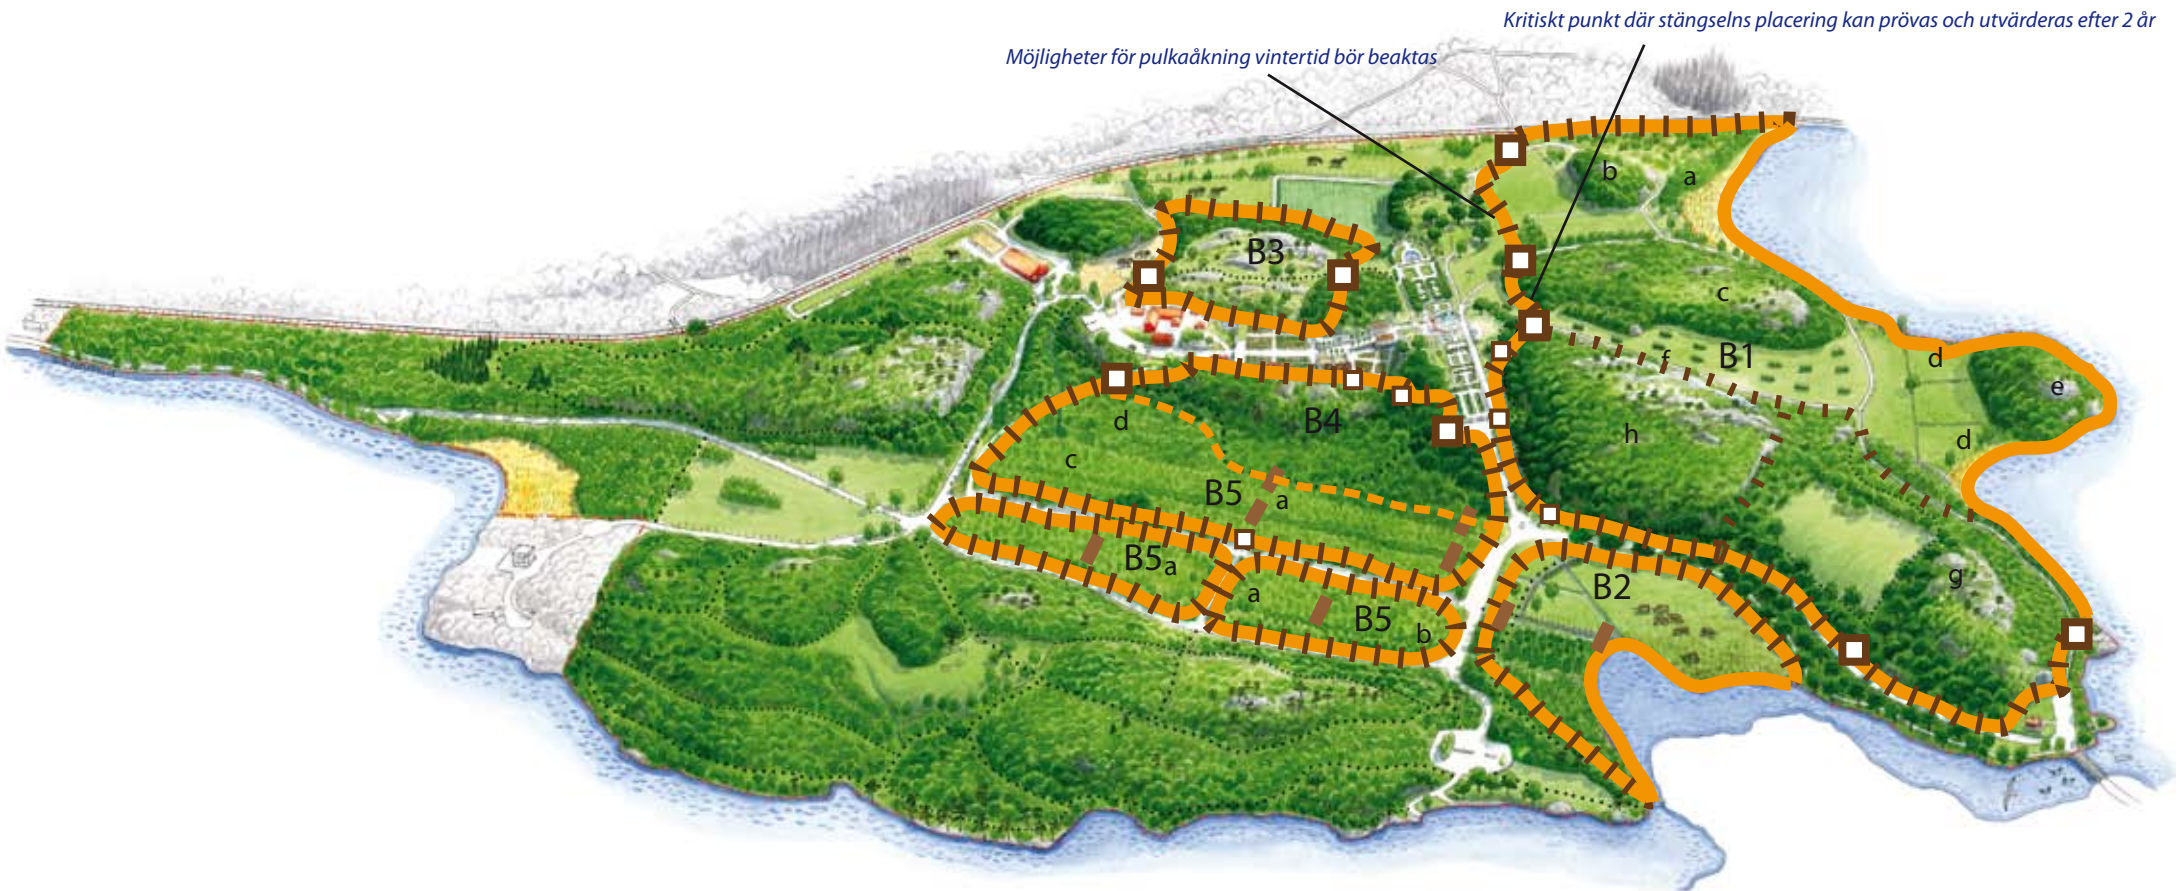 Kritiskt punkt där stängselns placering kan prövas och utvärderas efter 2 år
Möjligheter för pulkaåkning vintertid bör beaktas
b
a
B3
c
f
B1
d
e
d
B4
h
d
c
B5
a
B5a
a
B2
g
B5
b